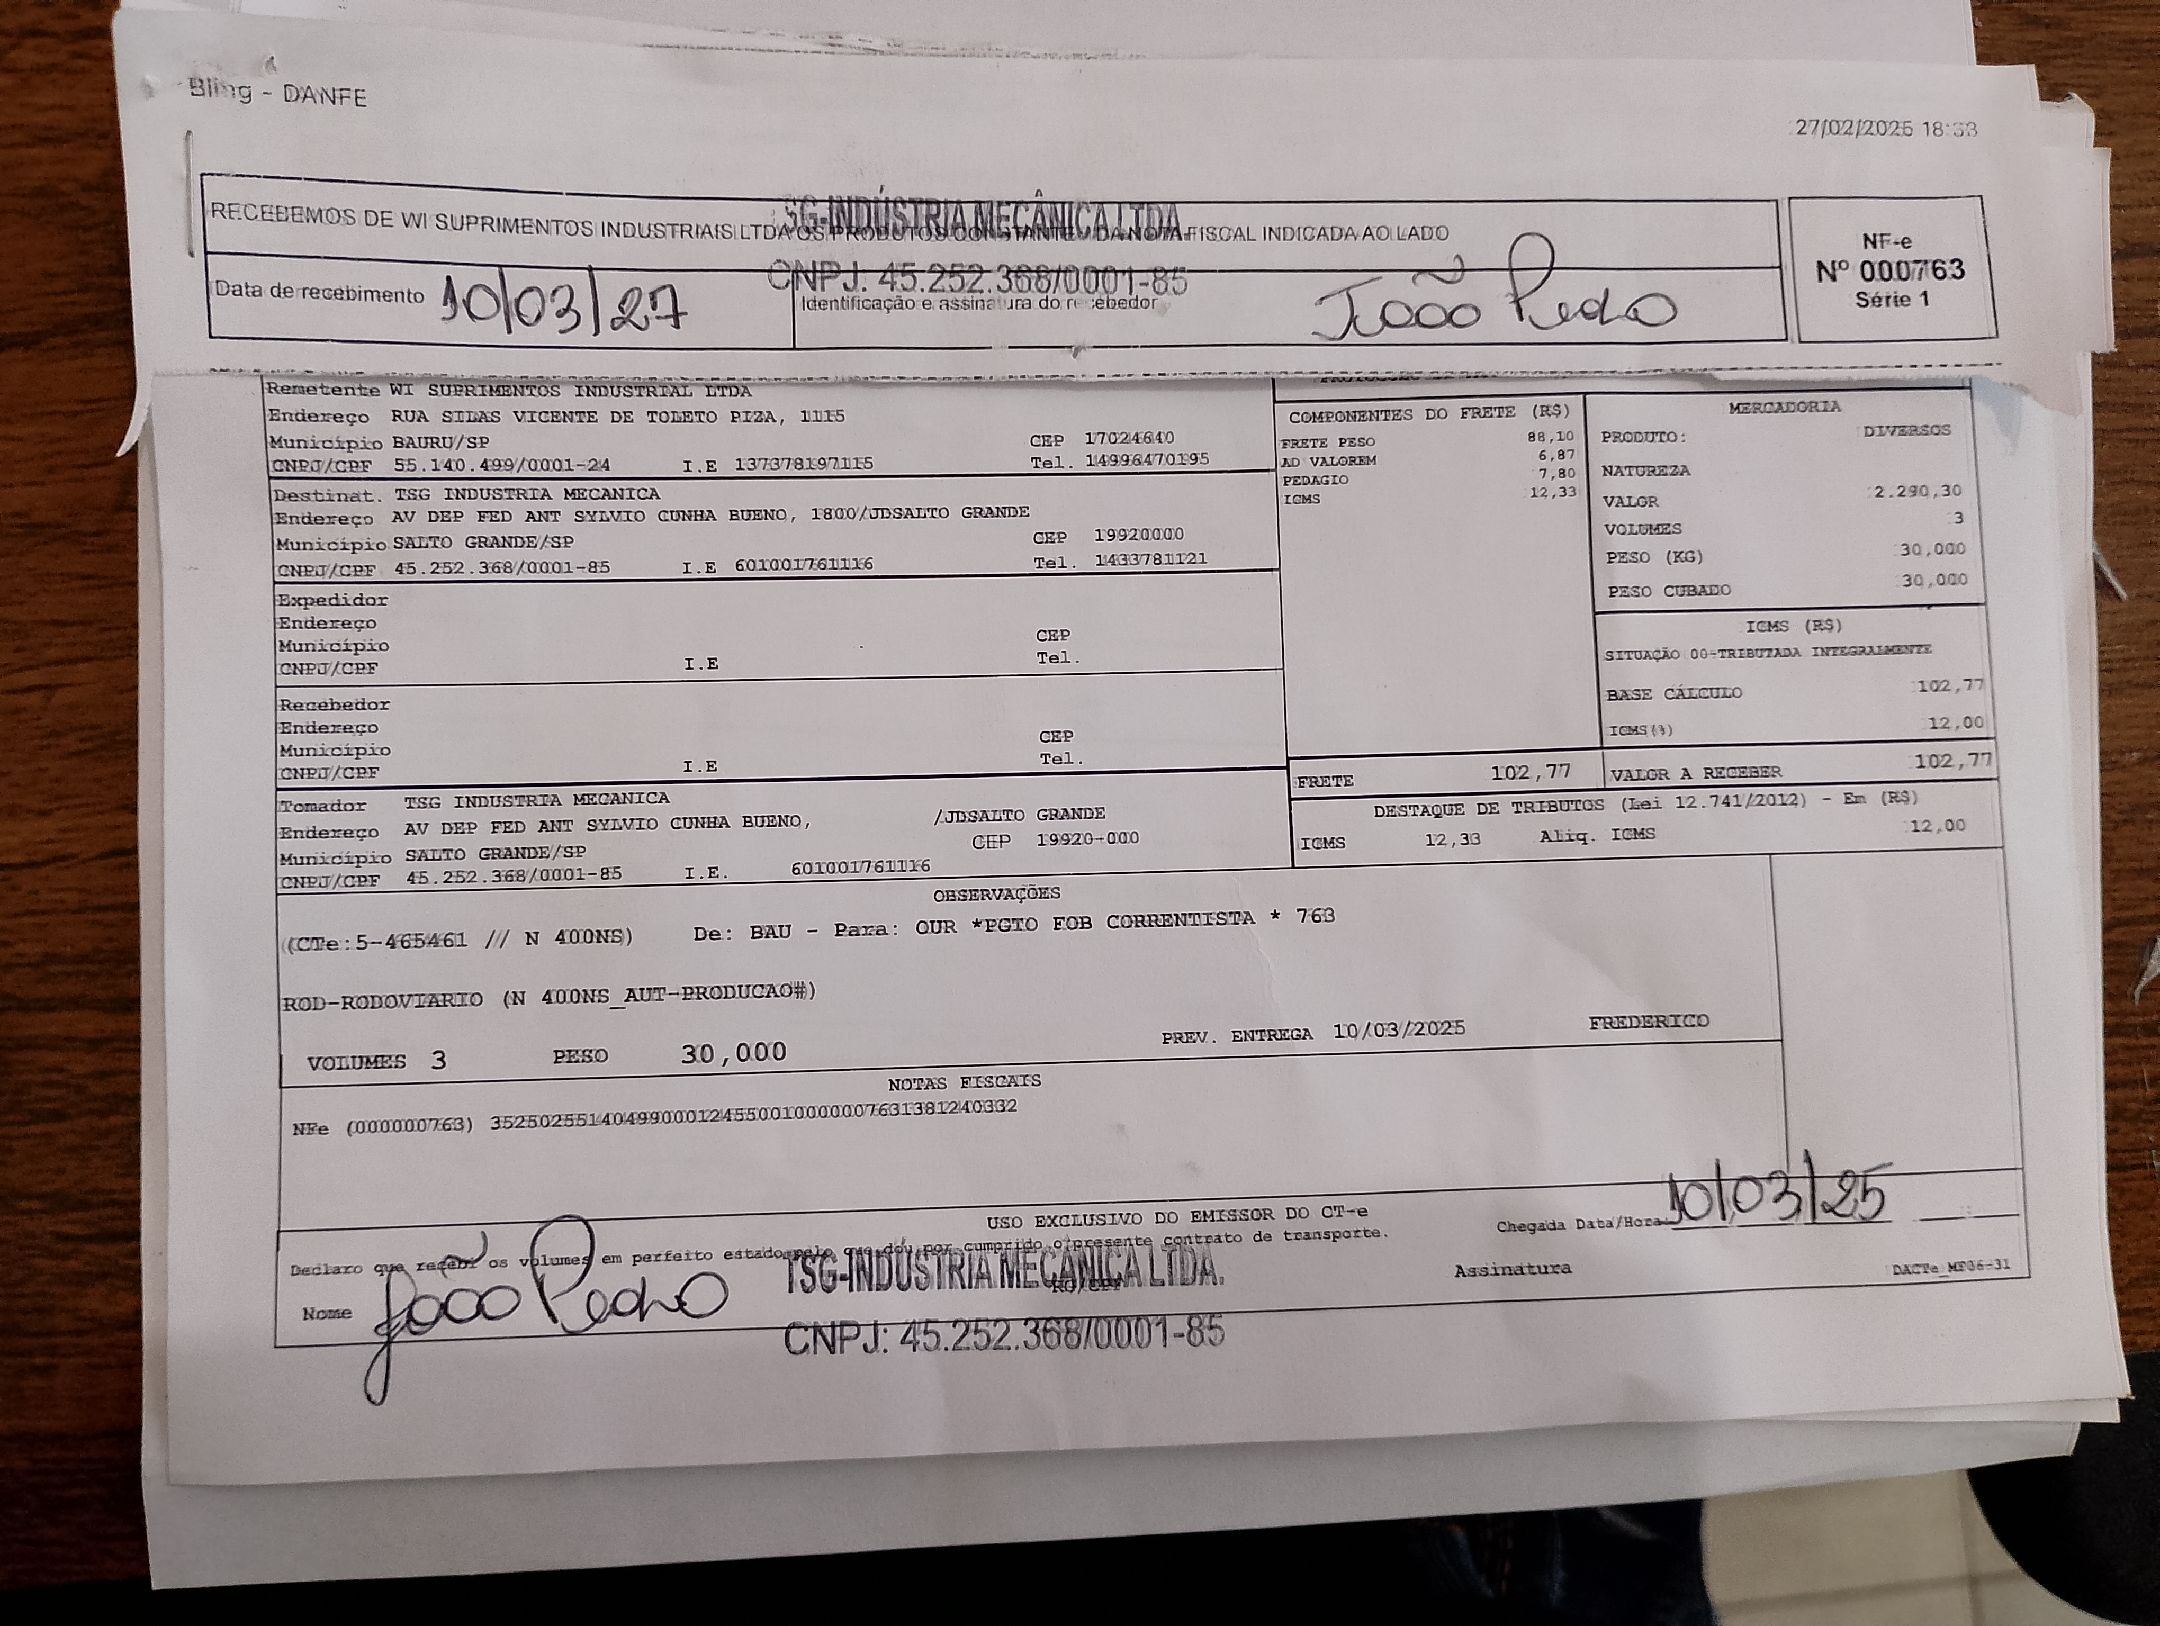 Bling - DANFE
27/02/2025 18:33
RECEBEMOS DE WI SUPRIMENTOS INDUSTRIAIS LTDA OS PRODUTOS CONSTANTES DA NOTA FISCAL INDICADA AO LADO
TSG-INDÚSTRIA MECÂNICA LTDA.
CNPJ: 45.252.368/0001-85
NF-e
Nº 000763
Série 1
Data de recebimento 10/03/27
Identificação e assinatura do recebedor João Pedro
Remetente WI SUPRIMENTOS INDUSTRIAL LTDA
Endereço RUA SILAS VICENTE DE TOLETO PIZA, 1115
Município BAURU/SP CEP 17024640
CNPJ/CPF 55.140.499/0001-24 I.E 137378197115 Tel. 14996470195
Destinat. TSG INDUSTRIA MECANICA
Endereço AV DEP FED ANT SYLVIO CUNHA BUENO, 1800/JDSALTO GRANDE
Município SALTO GRANDE/SP CEP 19920000
CNPJ/CPF 45.252.368/0001-85 I.E 601001761116 Tel. 1433781121
Expedidor
Endereço
Município CEP
CNPJ/CPF I.E Tel.
Recebedor
Endereço
Município CEP
CNPJ/CPF I.E Tel.
Tomador TSG INDUSTRIA MECANICA
Endereço AV DEP FED ANT SYLVIO CUNHA BUENO, /JDSALTO GRANDE
Município SALTO GRANDE/SP CEP 19920-000
CNPJ/CPF 45.252.368/0001-85 I.E. 601001761116
COMPONENTES DO FRETE (R$)
FRETE PESO 88,10
AD VALOREM 6,87
PEDAGIO 7,80
ICMS 12,33
MERCADORIA
PRODUTO: DIVERSOS
NATUREZA
VALOR 2.290,30
VOLUMES 3
PESO (KG) 30,000
PESO CUBADO 30,000
ICMS (R$)
SITUAÇÃO 00-TRIBUTADA INTEGRALMENTE
BASE CÁLCULO 102,77
ICMS(%) 12,00
FRETE 102,77 VALOR A RECEBER 102,77
DESTAQUE DE TRIBUTOS (Lei 12.741/2012) - Em (R$)
ICMS 12,33 Aliq. ICMS 12,00
OBSERVAÇÕES
(CTe:5-465461 /// N 400NS) De: BAU - Para: OUR *PGTO FOB CORRENTISTA * 763
ROD-RODOVIARIO (N 400NS_AUT-PRODUCAO#)
VOLUMES 3 PESO 30,000 PREV. ENTREGA 10/03/2025 FREDERICO
NOTAS FISCAIS
NFe (000000763) 35250255140499000124550010000007631381240332
USO EXCLUSIVO DO EMISSOR DO CT-e
Chegada Data/Hora 10/03/25
Declaro que recebi os volumes em perfeito estado pelo que dou por cumprido o presente contrato de transporte.
TSG-INDÚSTRIA MECÂNICA LTDA.
RG/CPF
Assinatura
DACTe_MF06-31
Nome João Pedro
CNPJ: 45.252.368/0001-85